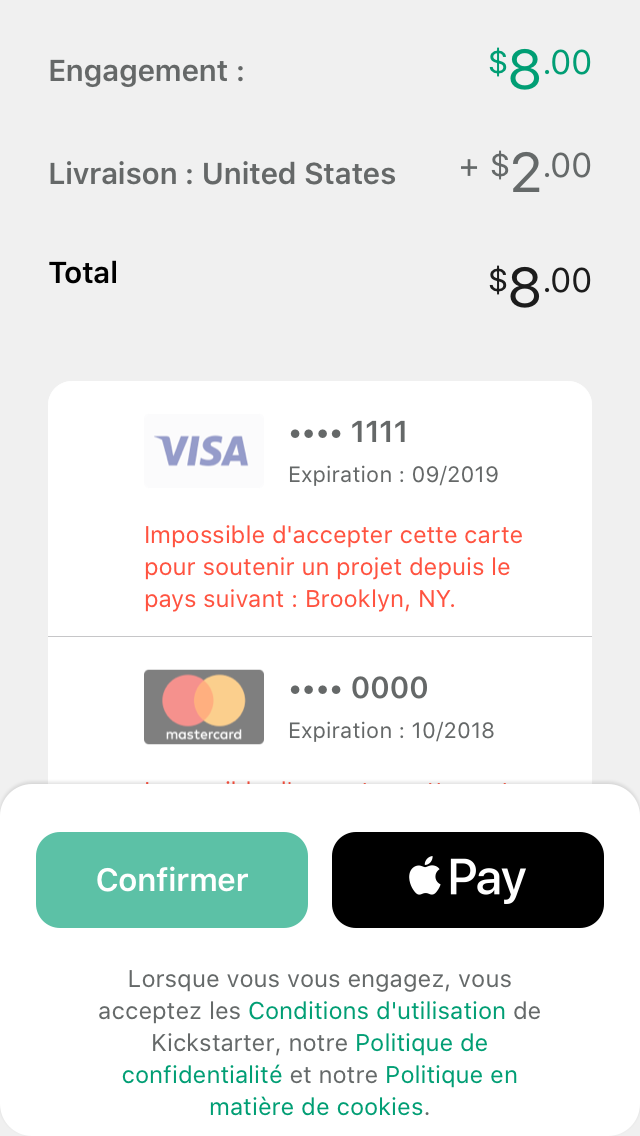 Engagement : $8.00
Livraison : United States + $2.00
Total $8.00
VISA •••• 1111
Expiration : 09/2019
Impossible d'accepter cette carte
pour soutenir un projet depuis le
pays suivant : Brooklyn, NY.
•••• 0000
mastercard Expiration : 10/2018
Confirmer Pay
Lorsque vous vous engagez, vous
acceptez les Conditions d'utilisation de
Kickstarter, notre Politique de
confidentialité et notre Politique en
matière de cookies.